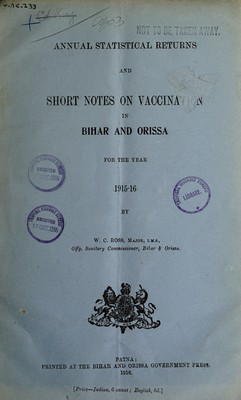 NOT TO BE TAKEN AWAY.
ANNUAL STATISTICAL RETURNS
AND
SHORT NOTES ON VACCINATION
IN
BIHAR AND ORISSA
FOR THE YEAR
1915-16
BY
W. C. ROSS, MAJOR, I.M.S.,
Offg. Sanitary Commissioner, Bihar & Orissa.
LIBRARY.
PATNA:
PRINTED AT THE BIHAR AND ORISSA GOVERNMENT PRESS.
1916.
[Price—Indian, 6 annas; English, 6d.]